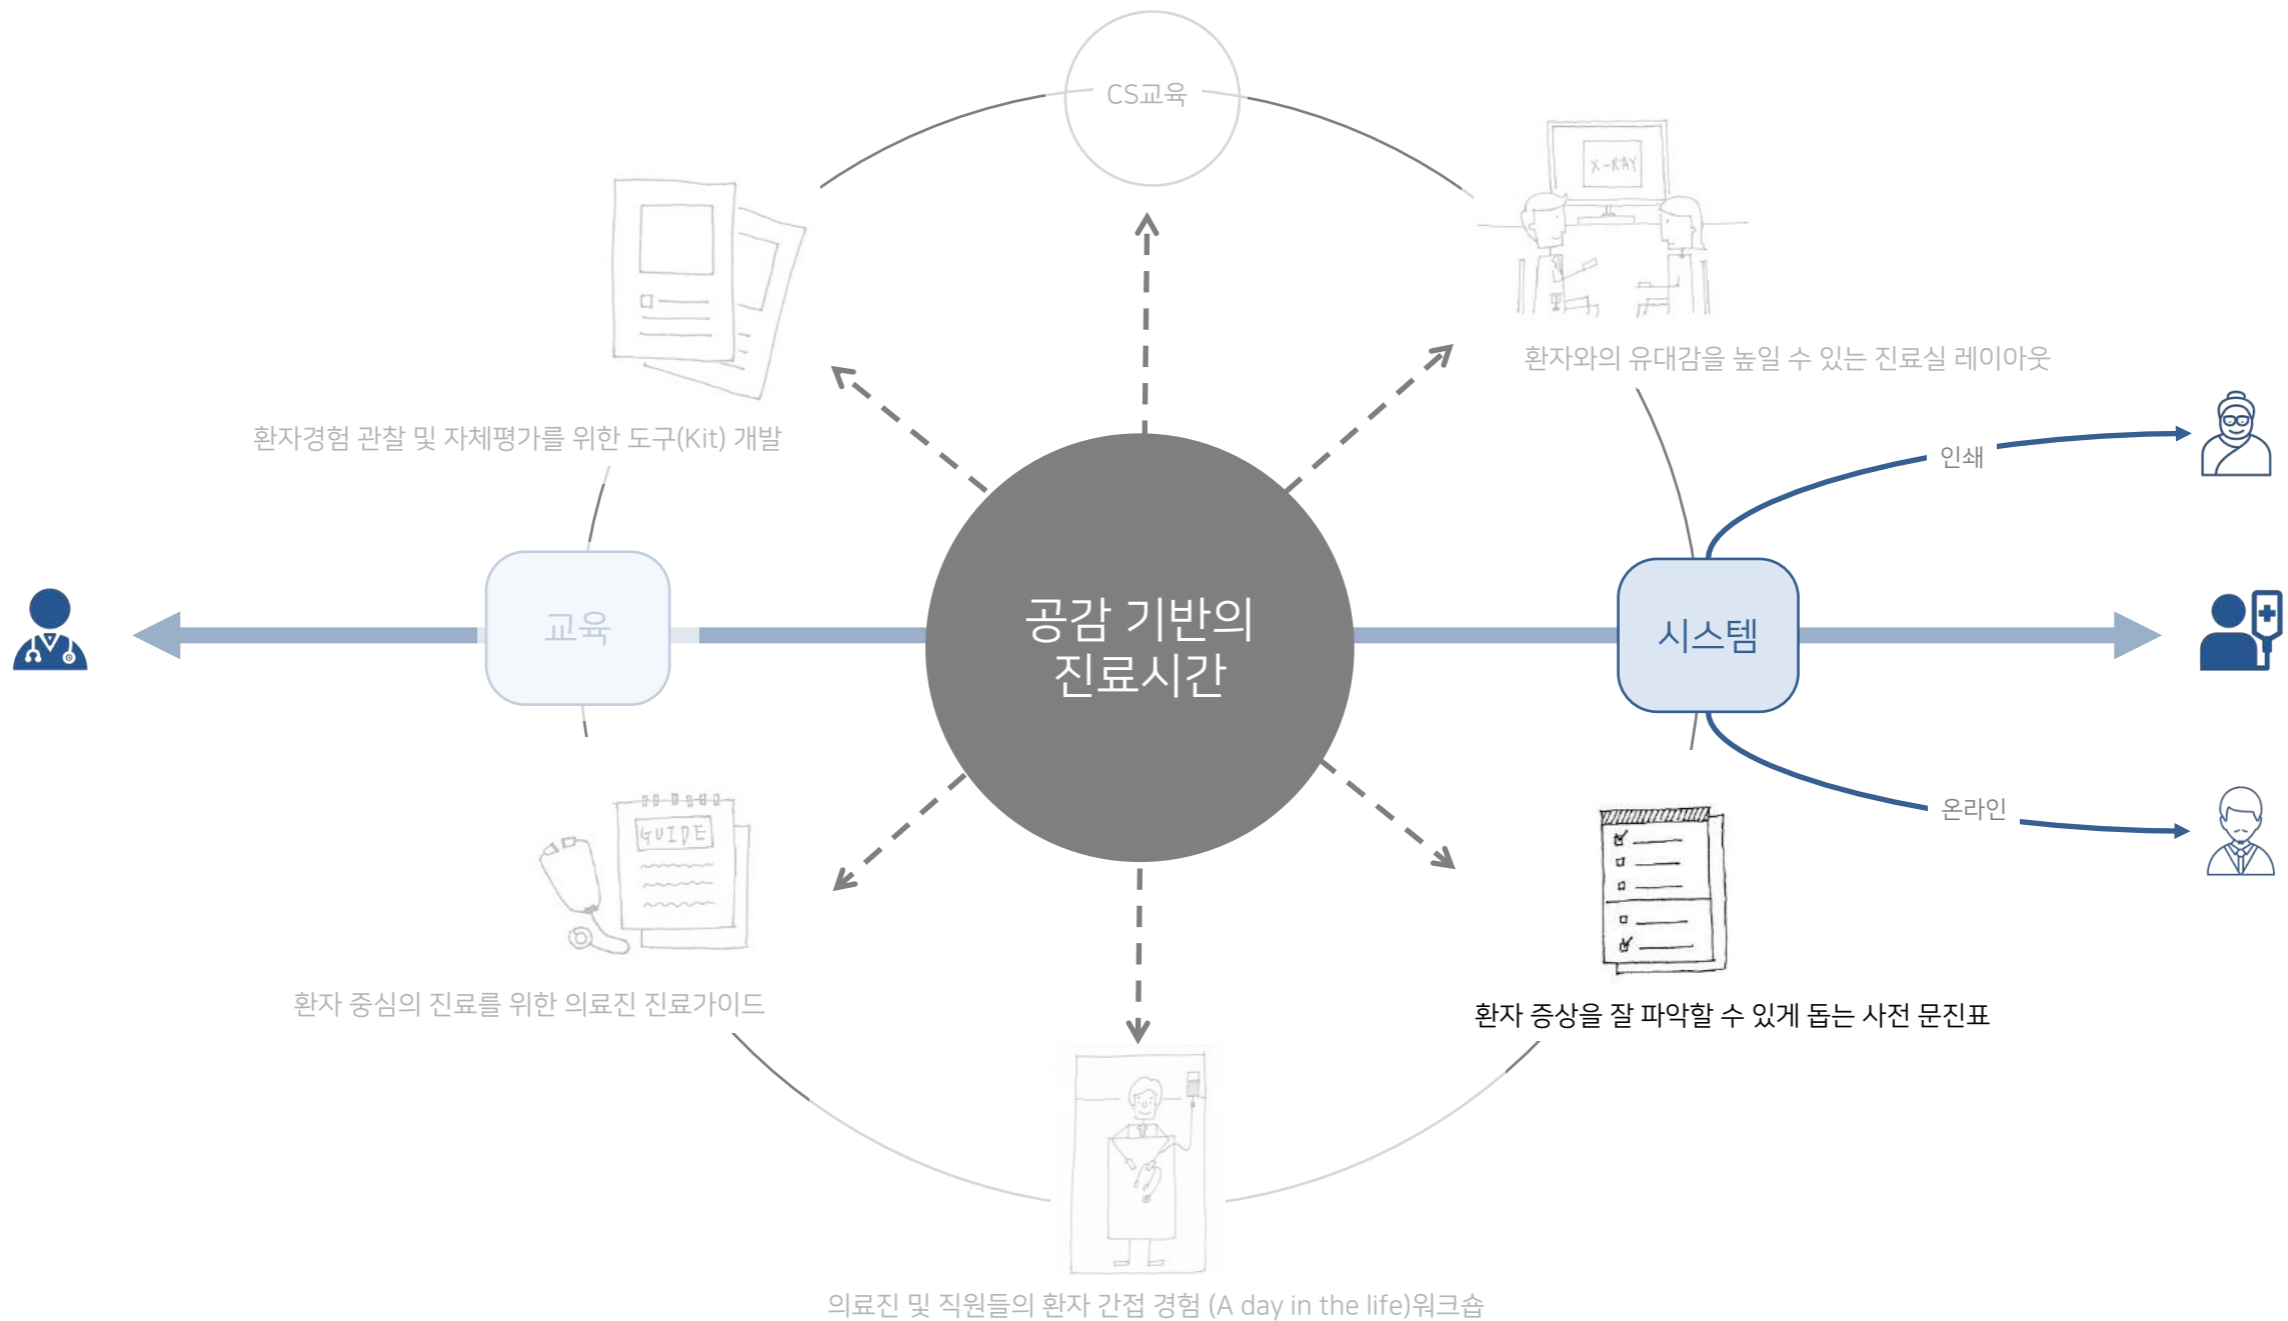 CS교육
X-RAY
환자와의 유대감을 높일 수 있는 진료실 레이아웃
환자경험 관찰 및 자체평가를 위한 도구(Kit) 개발
인쇄
교육
공감 기반의
진료시간
시스템
온라인
GUIDE
환자 중심의 진료를 위한 의료진 진료가이드
환자 증상을 잘 파악할 수 있게 돕는 사전 문진표
의료진 및 직원들의 환자 간접 경험 (A day in the life)워크숍